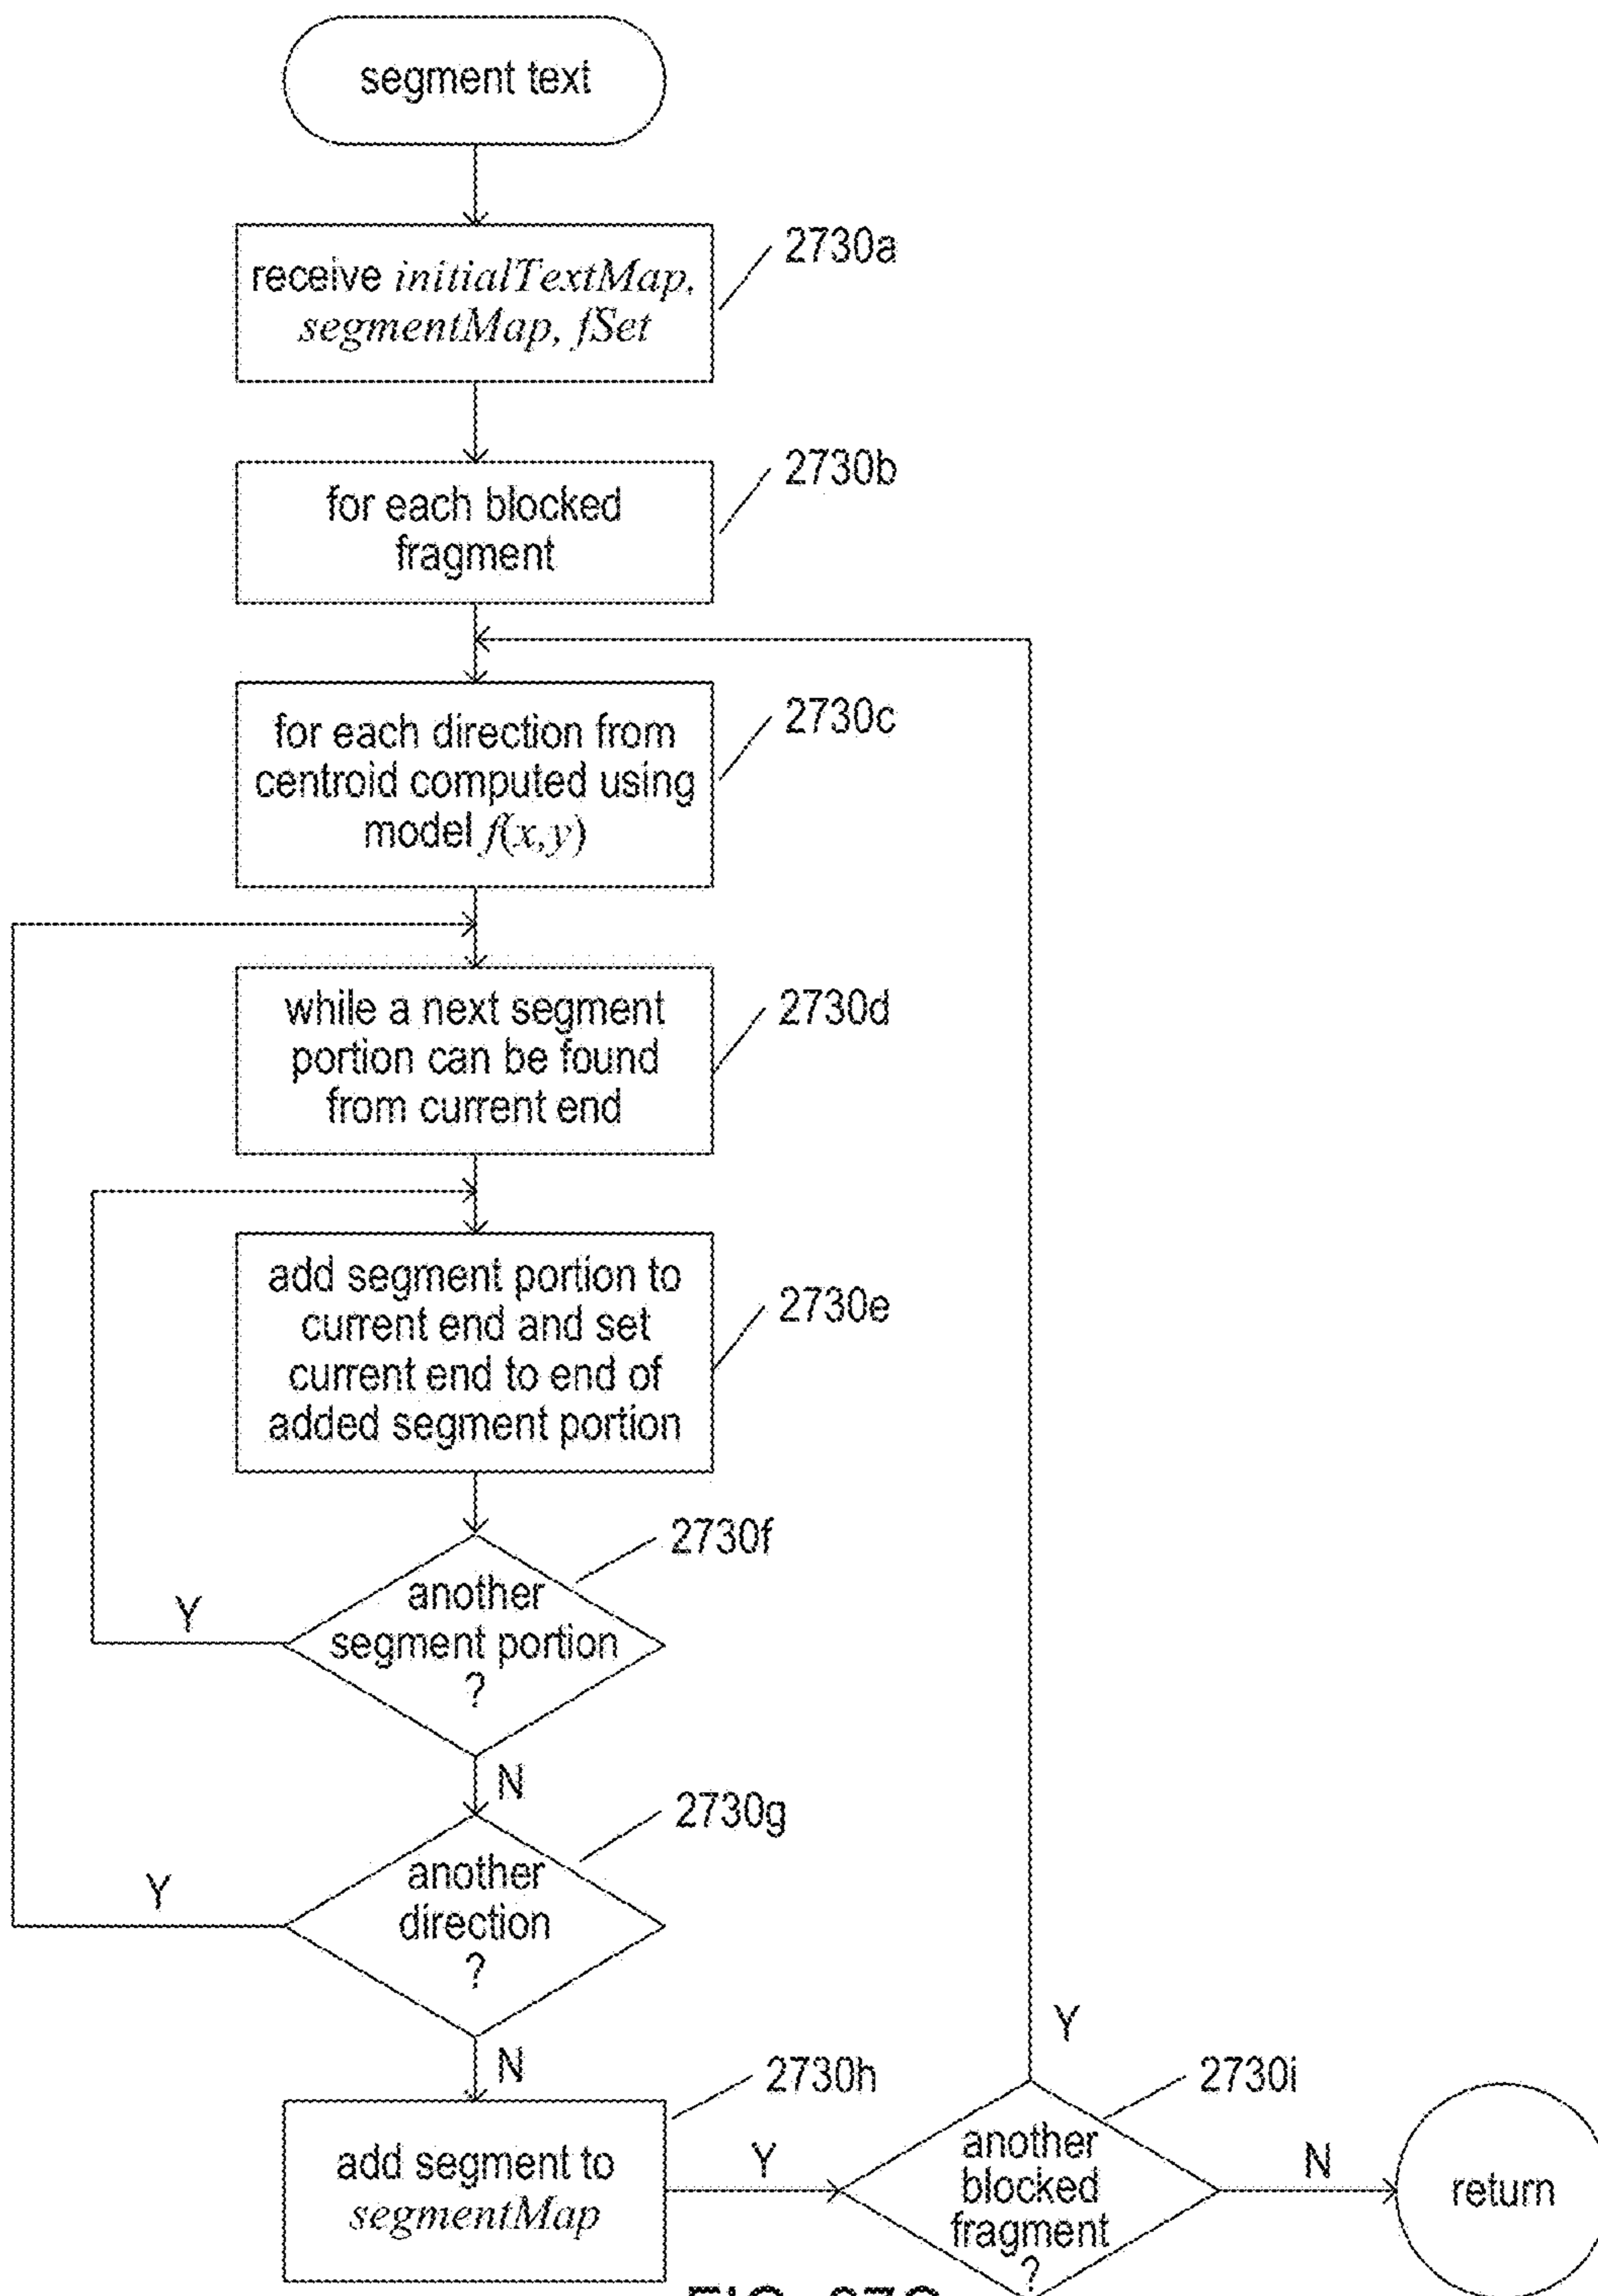 segment text
2730a
receive initialTextMap,
segmentMap, fSet
2730b
for each blocked
fragment
2730c
for each direction from
centroid computed using
model f(x,y)
2730d
while a next segment
portion can be found
from current end
2730e
add segment portion to
current end and set
current end to end of
added segment portion
2730f
another
segment portion
?
Y
N
2730g
another
direction
?
Y
N
2730h
add segment to
segmentMap
Y
2730i
another
blocked
fragment
?
Y
N
return